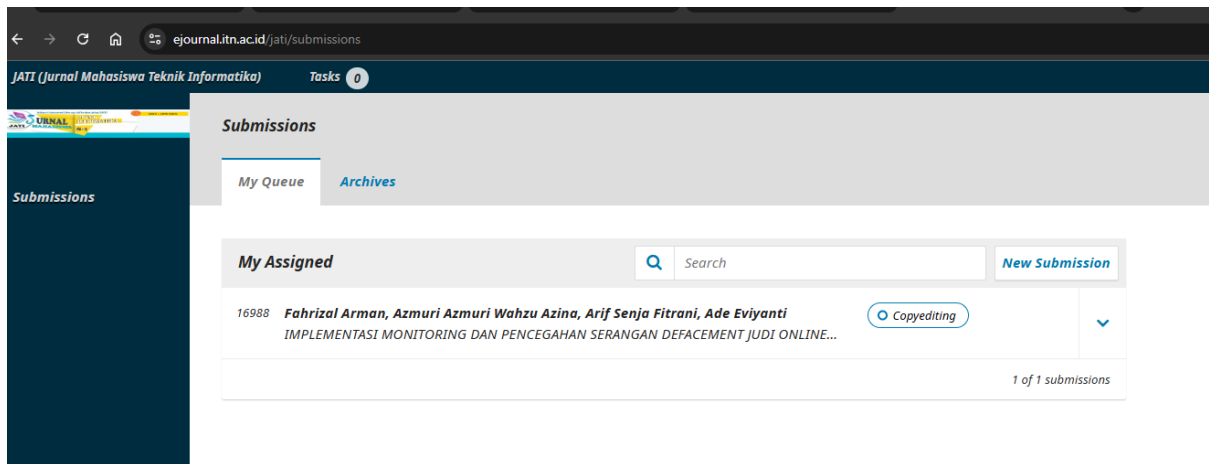 ejournal.itn.ac.id/jati/submissions
JATI (Jurnal Mahasiswa Teknik Informatika) Tasks 0
URNAL
JATI
Submissions
My Queue Archives
Submissions
My Assigned Search New Submission
16988 Fahrizal Arman, Azmuri Azmuri Wahzu Azina, Arif Senja Fitrani, Ade Eviyanti Copyediting
IMPLEMENTASI MONITORING DAN PENCEGAHAN SERANGAN DEFACEMENT JUDI ONLINE...
1 of 1 submissions